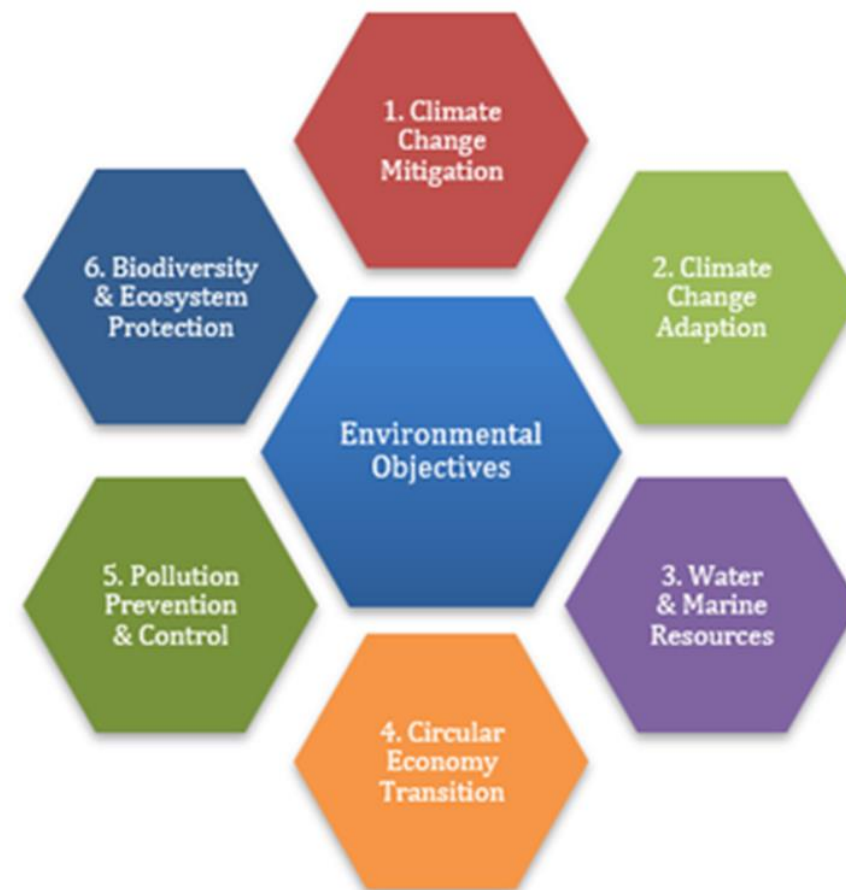 1. Climate
Change
Mitigation
2. Climate
Change
Adaption
3. Water
& Marine
Resources
4. Circular
Economy
Transition
5. Pollution
Prevention
& Control
6. Biodiversity
& Ecosystem
Protection
Environmental
Objectives